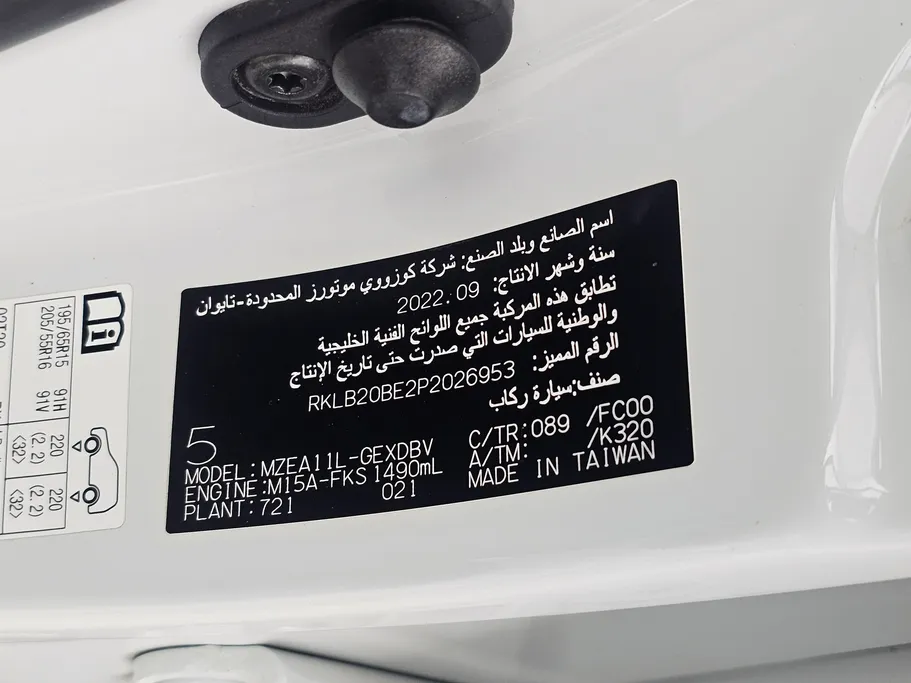 اسم الصانع وبلد الصنع: شركة كوزووي موتورز المحدودة-تايوان
سنة وشهر الانتاج: 2022.09
تطابق هذه المركبة جميع اللوائح الفنية الخليجية
والوطنية للسيارات التي صدرت حتى تاريخ الإنتاج
الرقم المميز: RKLB20BE2P2026953
صنف:سيارة ركاب
5
MODEL:MZEA11L-GEXDBV C/TR:089 /FC00
ENGINE:M15A-FKS 1490mL A/TM: /K320
PLANT:721 021 MADE IN TAIWAN
195/65R15 91H 220 (2.2) <32> 220 (2.2) <32>
205/55R16 91V